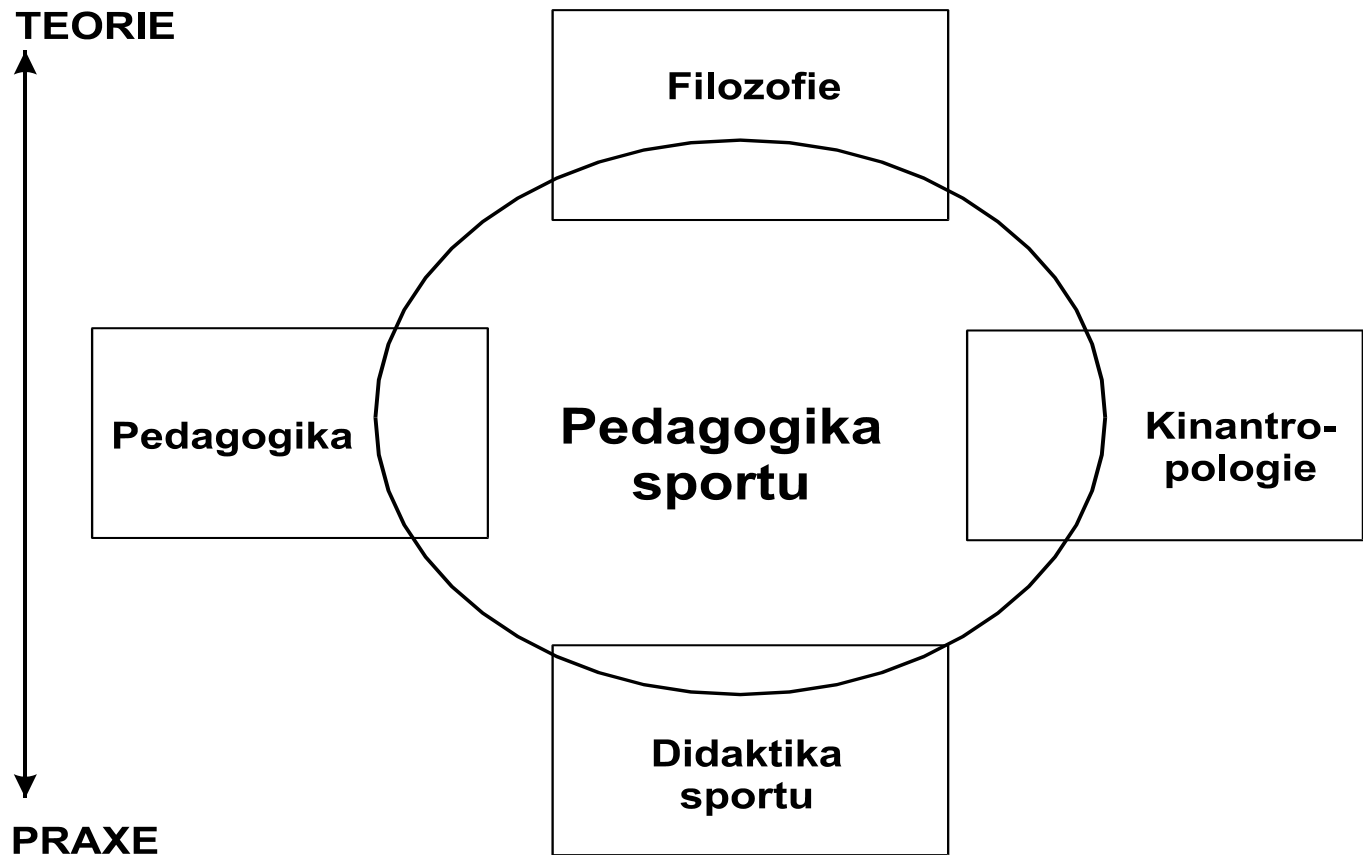 TEORIE
Filozofie
Pedagogika
Pedagogika
sportu
Kinantro-
pologie
Didaktika
sportu
PRAXE